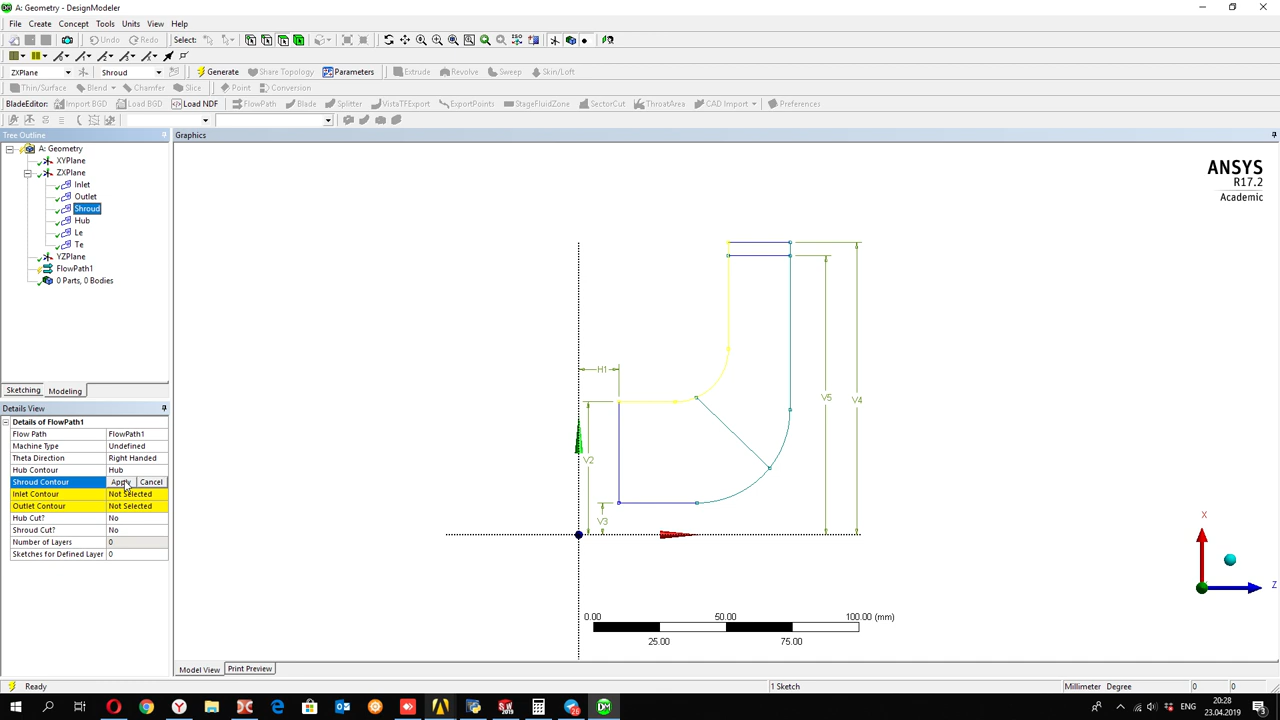 A: Geometry - DesignModeler
File Create Concept Tools Units View Help
Undo Redo Select:
ZXPlane Shroud Generate Share Topology Parameters Extrude Revolve Sweep Skin/Loft
Thin/Surface Blend Chamfer Slice Point Conversion
BladeEditor: Import BGD Load BGD Load NDF FlowPath Blade Splitter VistaTFExport ExportPoints StageFluidZone SectorCut ThroatArea CAD Import Preferences
Tree Outline
Graphics
A: Geometry
XYPlane
ZXPlane
Inlet
Outlet
Shroud
Hub
Le
Te
YZPlane
FlowPath1
0 Parts, 0 Bodies
Sketching Modeling
Details View
Details of FlowPath1
Flow Path FlowPath1
Machine Type Undefined
Theta Direction Right Handed
Hub Contour Hub
Shroud Contour Apply Cancel
Inlet Contour Not Selected
Outlet Contour Not Selected
Hub Cut? No
Shroud Cut? No
Number of Layers 0
Sketches for Defined Layer 0
ANSYS
R17.2
Academic
H1
V2
V3
V5
V4
X
Z
0.00 50.00 100.00 (mm)
25.00 75.00
Model View Print Preview
Ready
1 Sketch
Millimeter Degree 0 0
ENG
20:28
23.04.2019